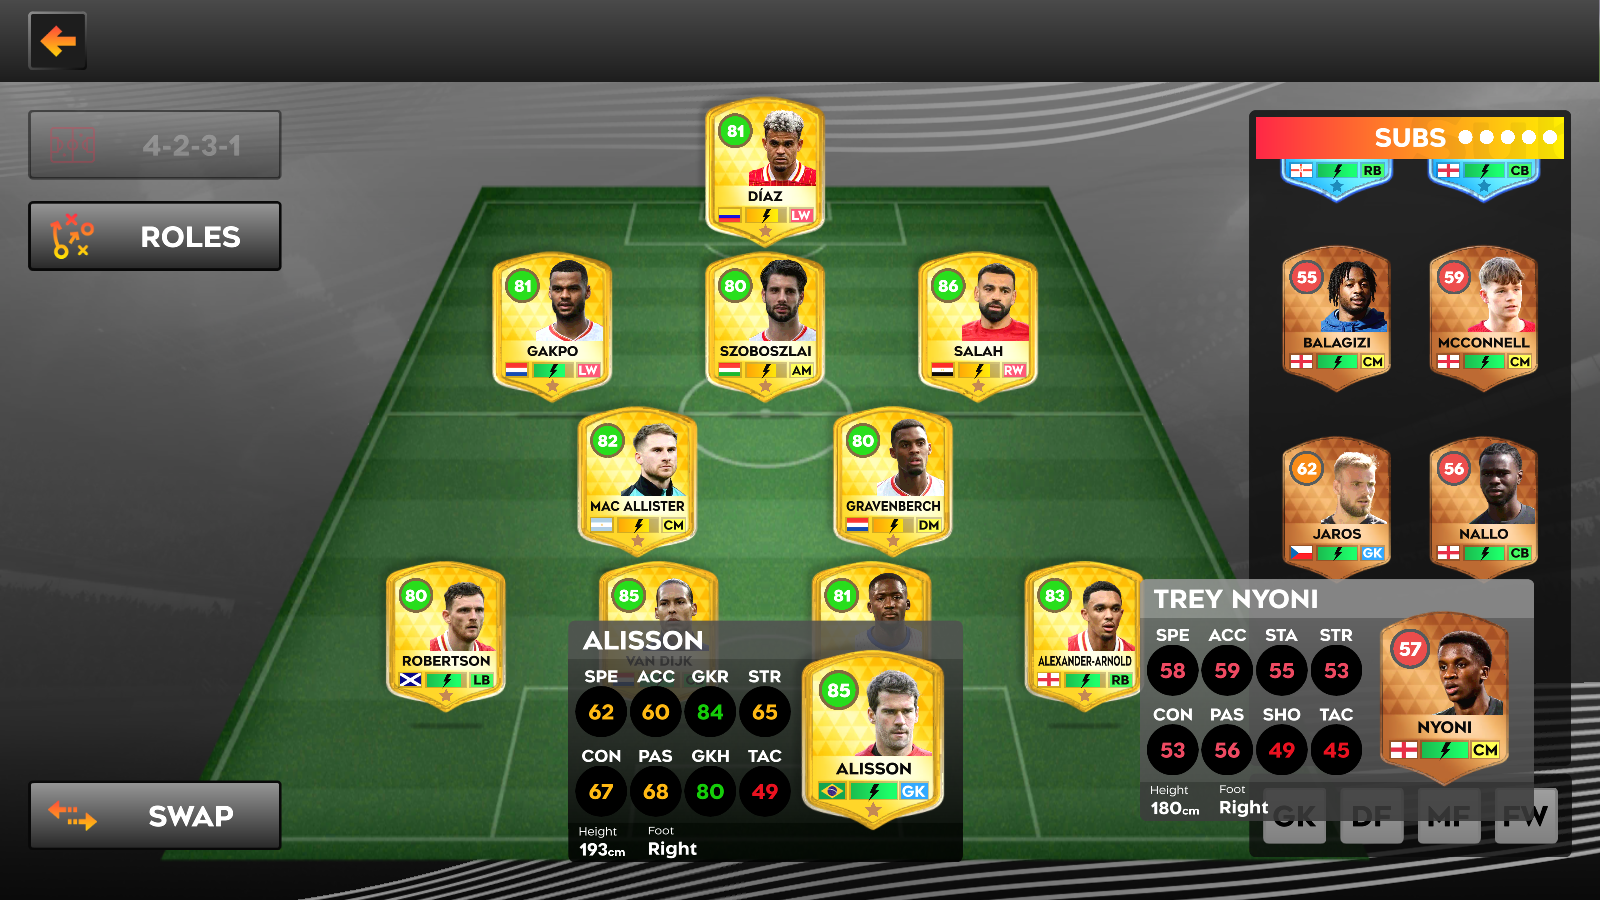 4-2-3-1
ROLES
SUBS
81
DÍAZ
LW
81
GAKPO
LW
80
SZOBOSZLAI
AM
86
SALAH
RW
82
MAC ALLISTER
CM
80
GRAVENBERCH
DM
80
ROBERTSON
LB
85
VAN DIJK
81
83
ALEXANDER-ARNOLD
RB
RB
CB
55
BALAGIZI
CM
59
MCCONNELL
CM
62
JAROS
GK
56
NALLO
CB
ALISSON
SPE ACC GKR STR
62 60 84 65
CON PAS GKH TAC
67 68 80 49
Height Foot
193cm Right
85
ALISSON
GK
TREY NYONI
SPE ACC STA STR
58 59 55 53
CON PAS SHO TAC
53 56 49 45
Height Foot
180cm Right
57
NYONI
CM
SWAP
GK DF MF FW